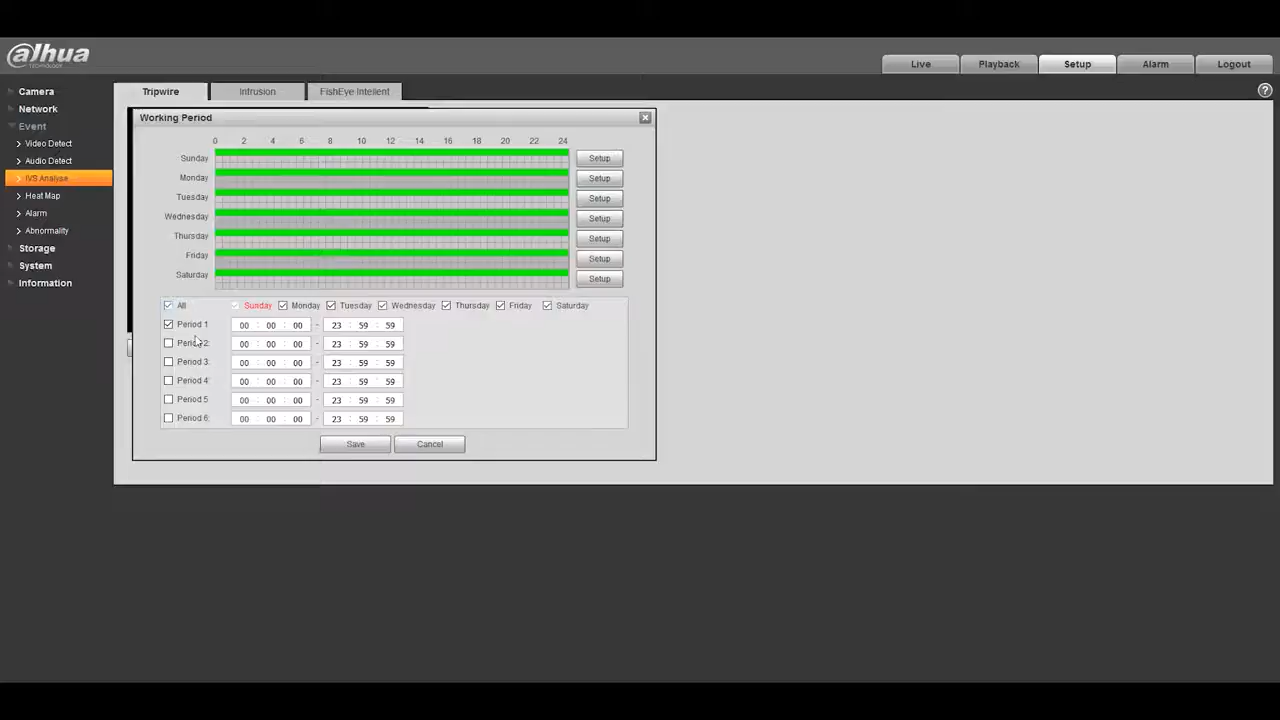 alhua
TECHNOLOGY
Live Playback Setup Alarm Logout
Camera
Network
Event
Video Detect
Audio Detect
IVS Analyse
Heat Map
Alarm
Abnormality
Storage
System
Information
Tripwire Intrusion FishEye Intellent
?
Working Period
0 2 4 6 8 10 12 14 16 18 20 22 24
Sunday Setup
Monday Setup
Tuesday Setup
Wednesday Setup
Thursday Setup
Friday Setup
Saturday Setup
All Sunday Monday Tuesday Wednesday Thursday Friday Saturday
Period 1 00 : 00 : 00 - 23 : 59 : 59
Period 2: 00 : 00 : 00 - 23 : 59 : 59
Period 3: 00 : 00 : 00 - 23 : 59 : 59
Period 4: 00 : 00 : 00 - 23 : 59 : 59
Period 5 00 : 00 : 00 - 23 : 59 : 59
Period 6: 00 : 00 : 00 - 23 : 59 : 59
Save Cancel